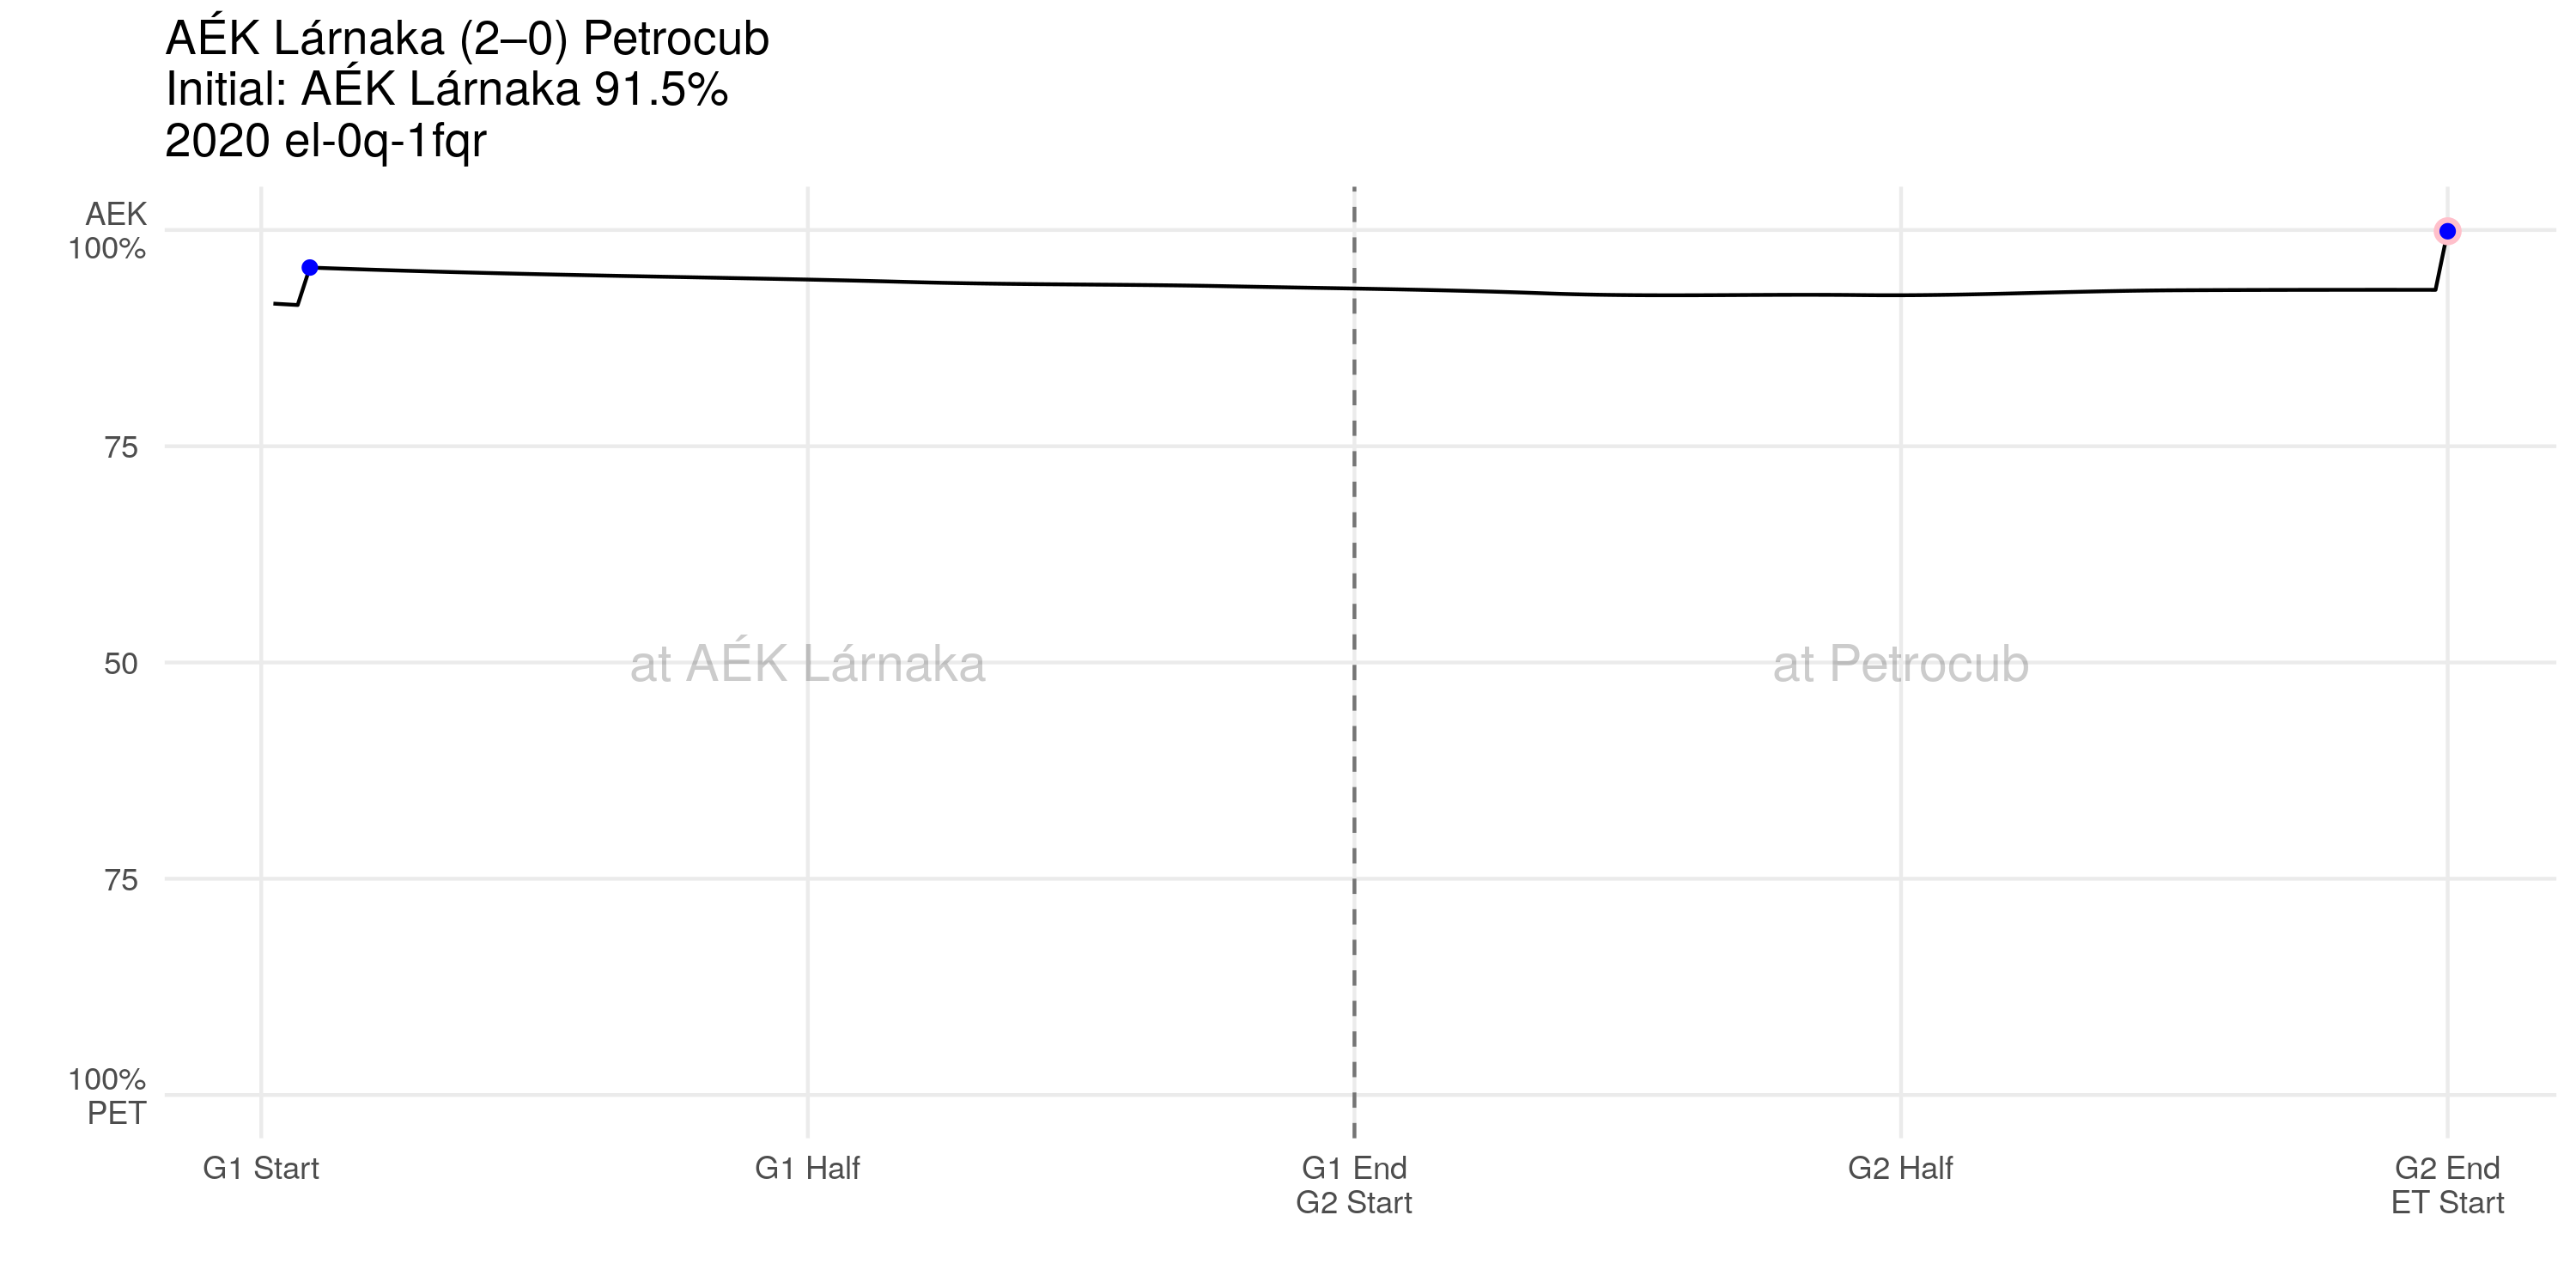 AÉK Lárnaka (2–0) Petrocub
Initial: AÉK Lárnaka 91.5%
2020 el-0q-1fqr
AEK
100%
75
50
75
100%
PET
at AÉK Lárnaka
at Petrocub
G1 Start
G1 Half
G1 End
G2 Start
G2 Half
G2 End
ET Start